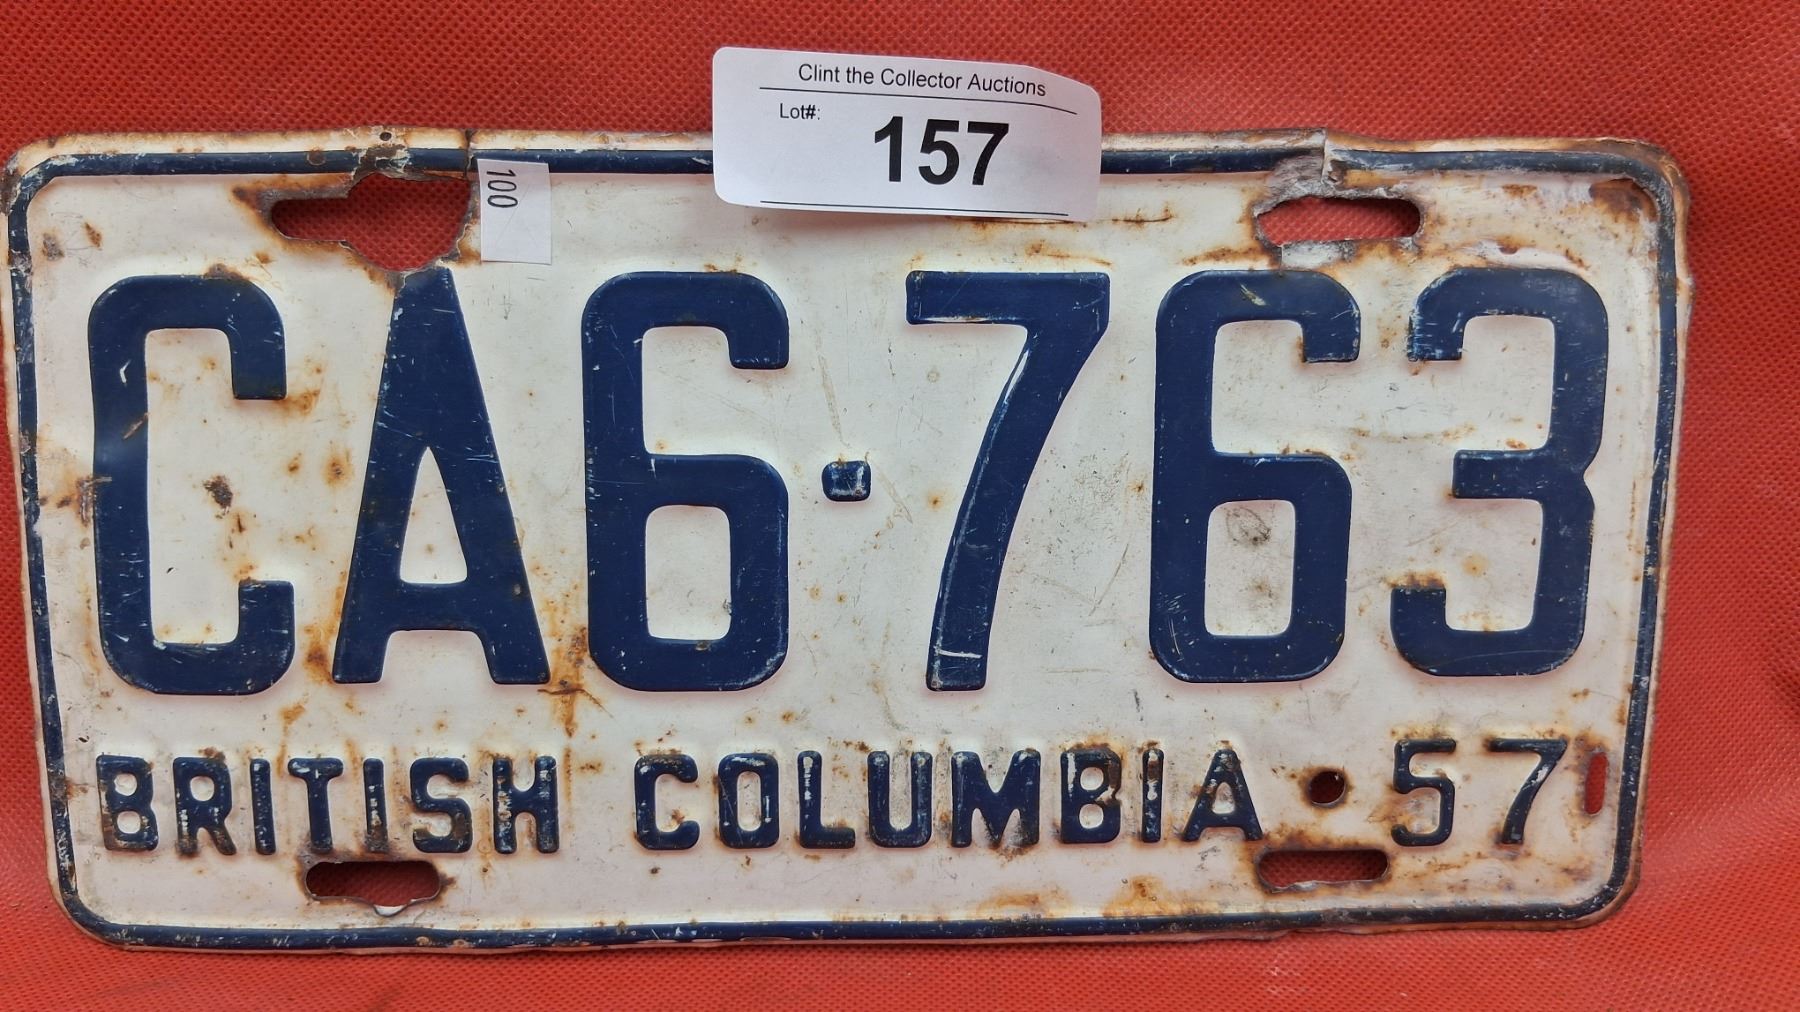 Clint the Collector Auctions
Lot#:
157
100
CA6-763
BRITISH COLUMBIA 57